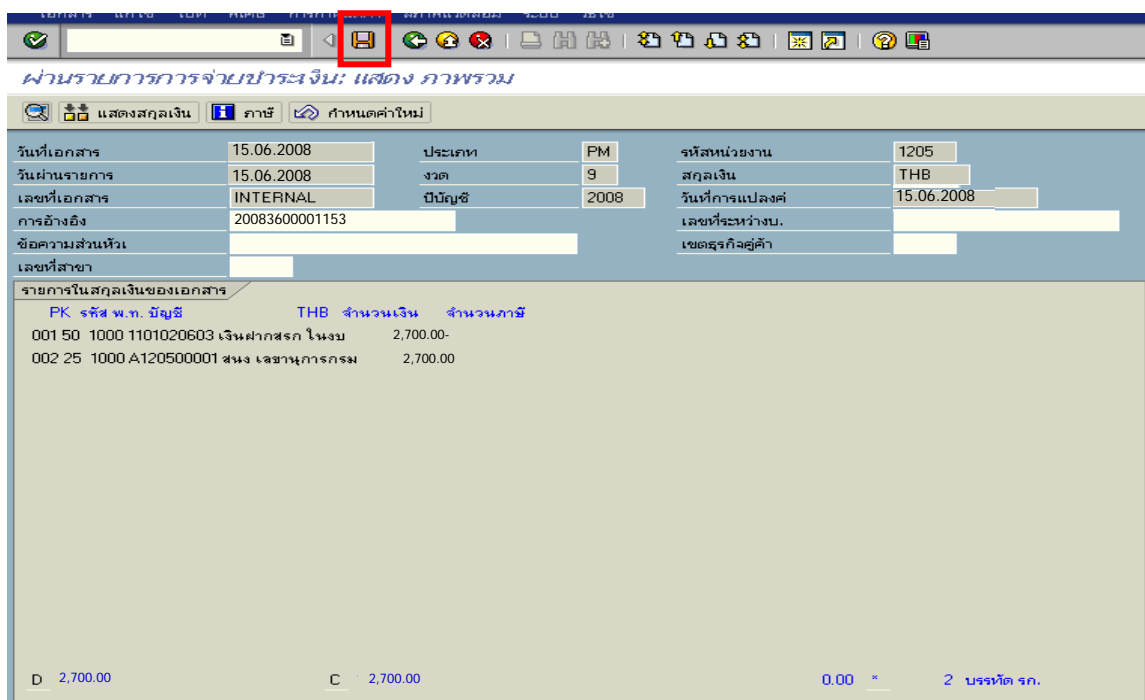 ผ่านรายการการจ่ายชำระเงิน: แสดง ภาพรวม
แสดงสกุลเงิน ภาษี กำหนดค่าใหม่
วันที่เอกสาร 15.06.2008 ประเภท PM รหัสหน่วยงาน 1205
วันผ่านรายการ 15.06.2008 งวด 9 สกุลเงิน THB
เลขที่เอกสาร INTERNAL ปีบัญชี 2008 วันที่การแปลงค่ 15.06.2008
การอ้างอิง 20083600001153 เลขที่ระหว่างบ.
ข้อความส่วนหัวเ เขตธุรกิจคู่ค้า
เลขที่สาขา
รายการในสกุลเงินของเอกสาร
PK รหัส พ.ท. บัญชี THB จำนวนเงิน จำนวนภาษี
001 50 1000 1101020603 เงินฝากสรก ในงบ 2,700.00-
002 25 1000 A120500001 สนง เลขานุการกรม 2,700.00
D 2,700.00 C 2,700.00 0.00 * 2 บรรทัด รก.